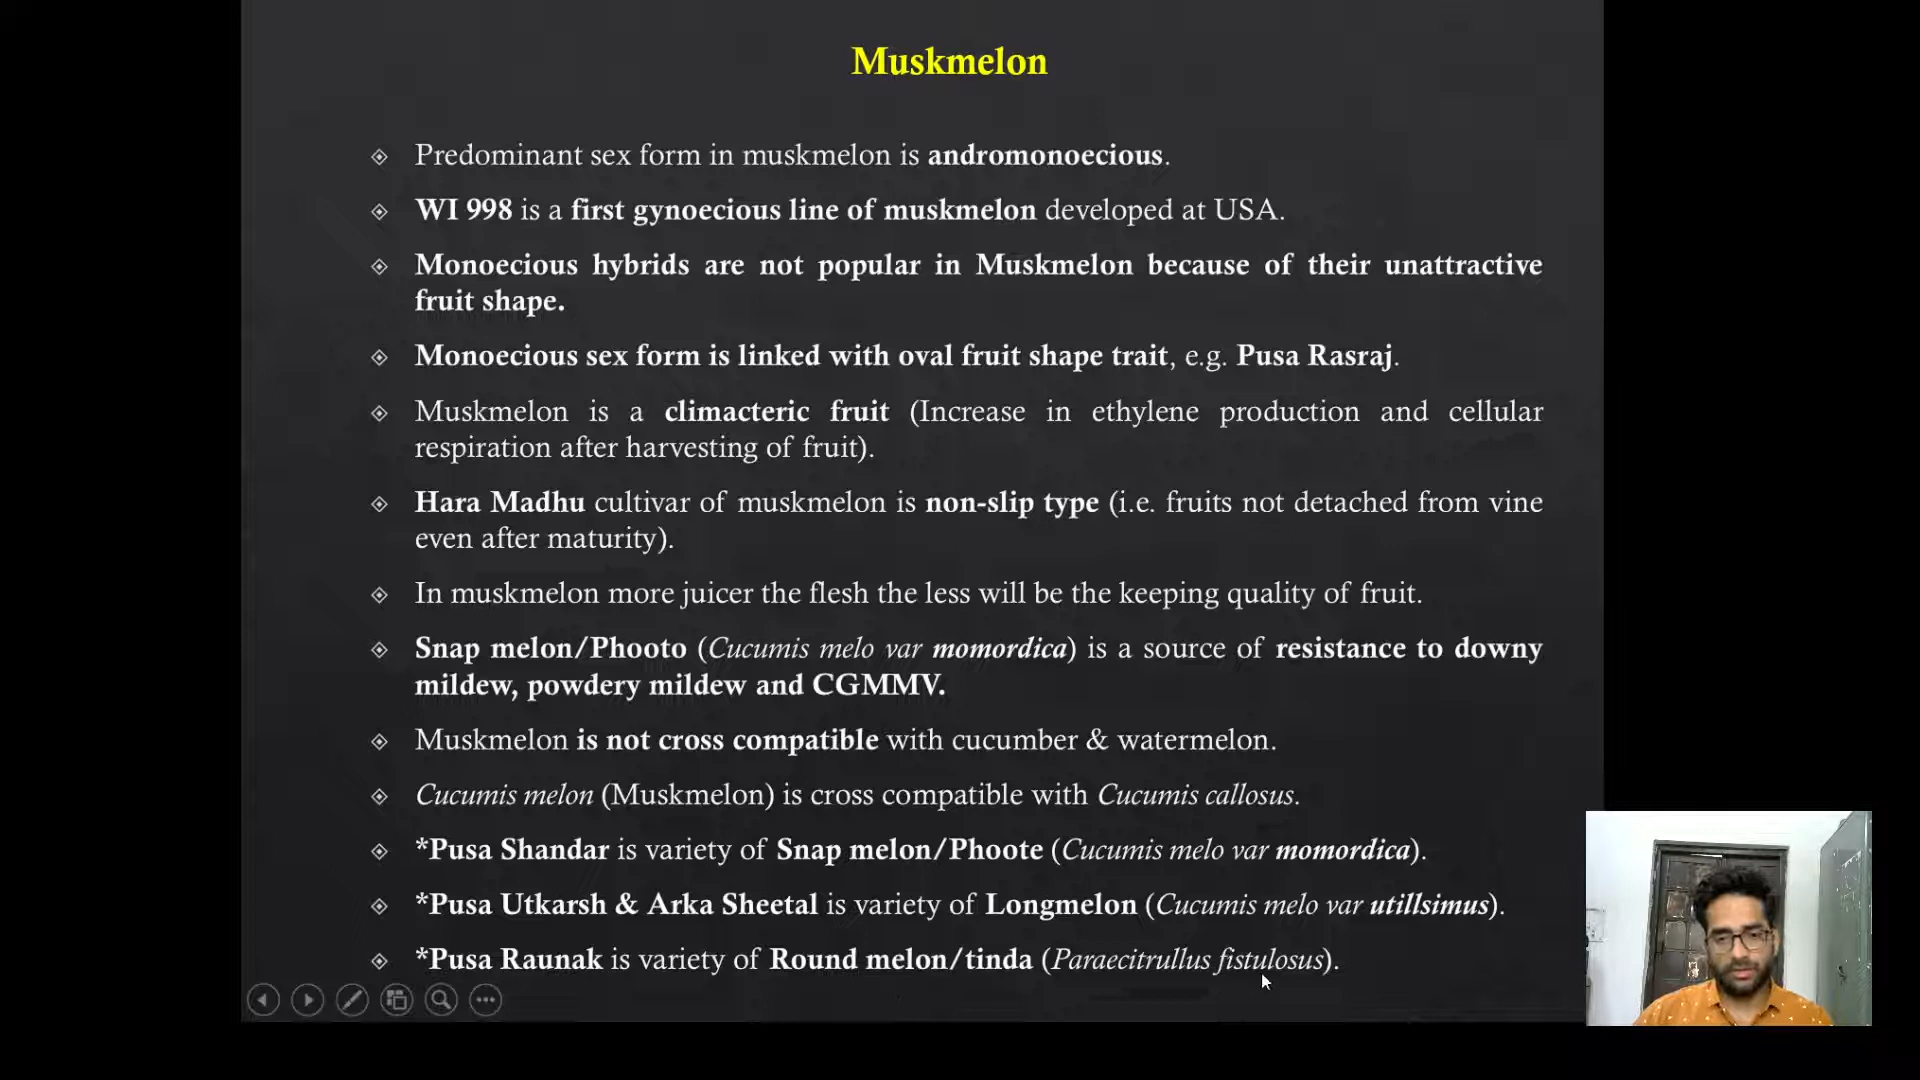 Muskmelon
Predominant sex form in muskmelon is andromonoecious.
WI 998 is a first gynoecious line of muskmelon developed at USA.
Monoecious hybrids are not popular in Muskmelon because of their unattractive
fruit shape.
Monoecious sex form is linked with oval fruit shape trait, e.g. Pusa Rasraj.
Muskmelon is a climacteric fruit (Increase in ethylene production and cellular
respiration after harvesting of fruit).
Hara Madhu cultivar of muskmelon is non-slip type (i.e. fruits not detached from vine
even after maturity).
In muskmelon more juicer the flesh the less will be the keeping quality of fruit.
Snap melon/Phooto (Cucumis melo var momordica) is a source of resistance to downy
mildew, powdery mildew and CGMMV.
Muskmelon is not cross compatible with cucumber & watermelon.
Cucumis melon (Muskmelon) is cross compatible with Cucumis callosus.
*Pusa Shandar is variety of Snap melon/Phoote (Cucumis melo var momordica).
*Pusa Utkarsh & Arka Sheetal is variety of Longmelon (Cucumis melo var utillsimus).
*Pusa Raunak is variety of Round melon/tinda (Paraecitrullus fistulosus).